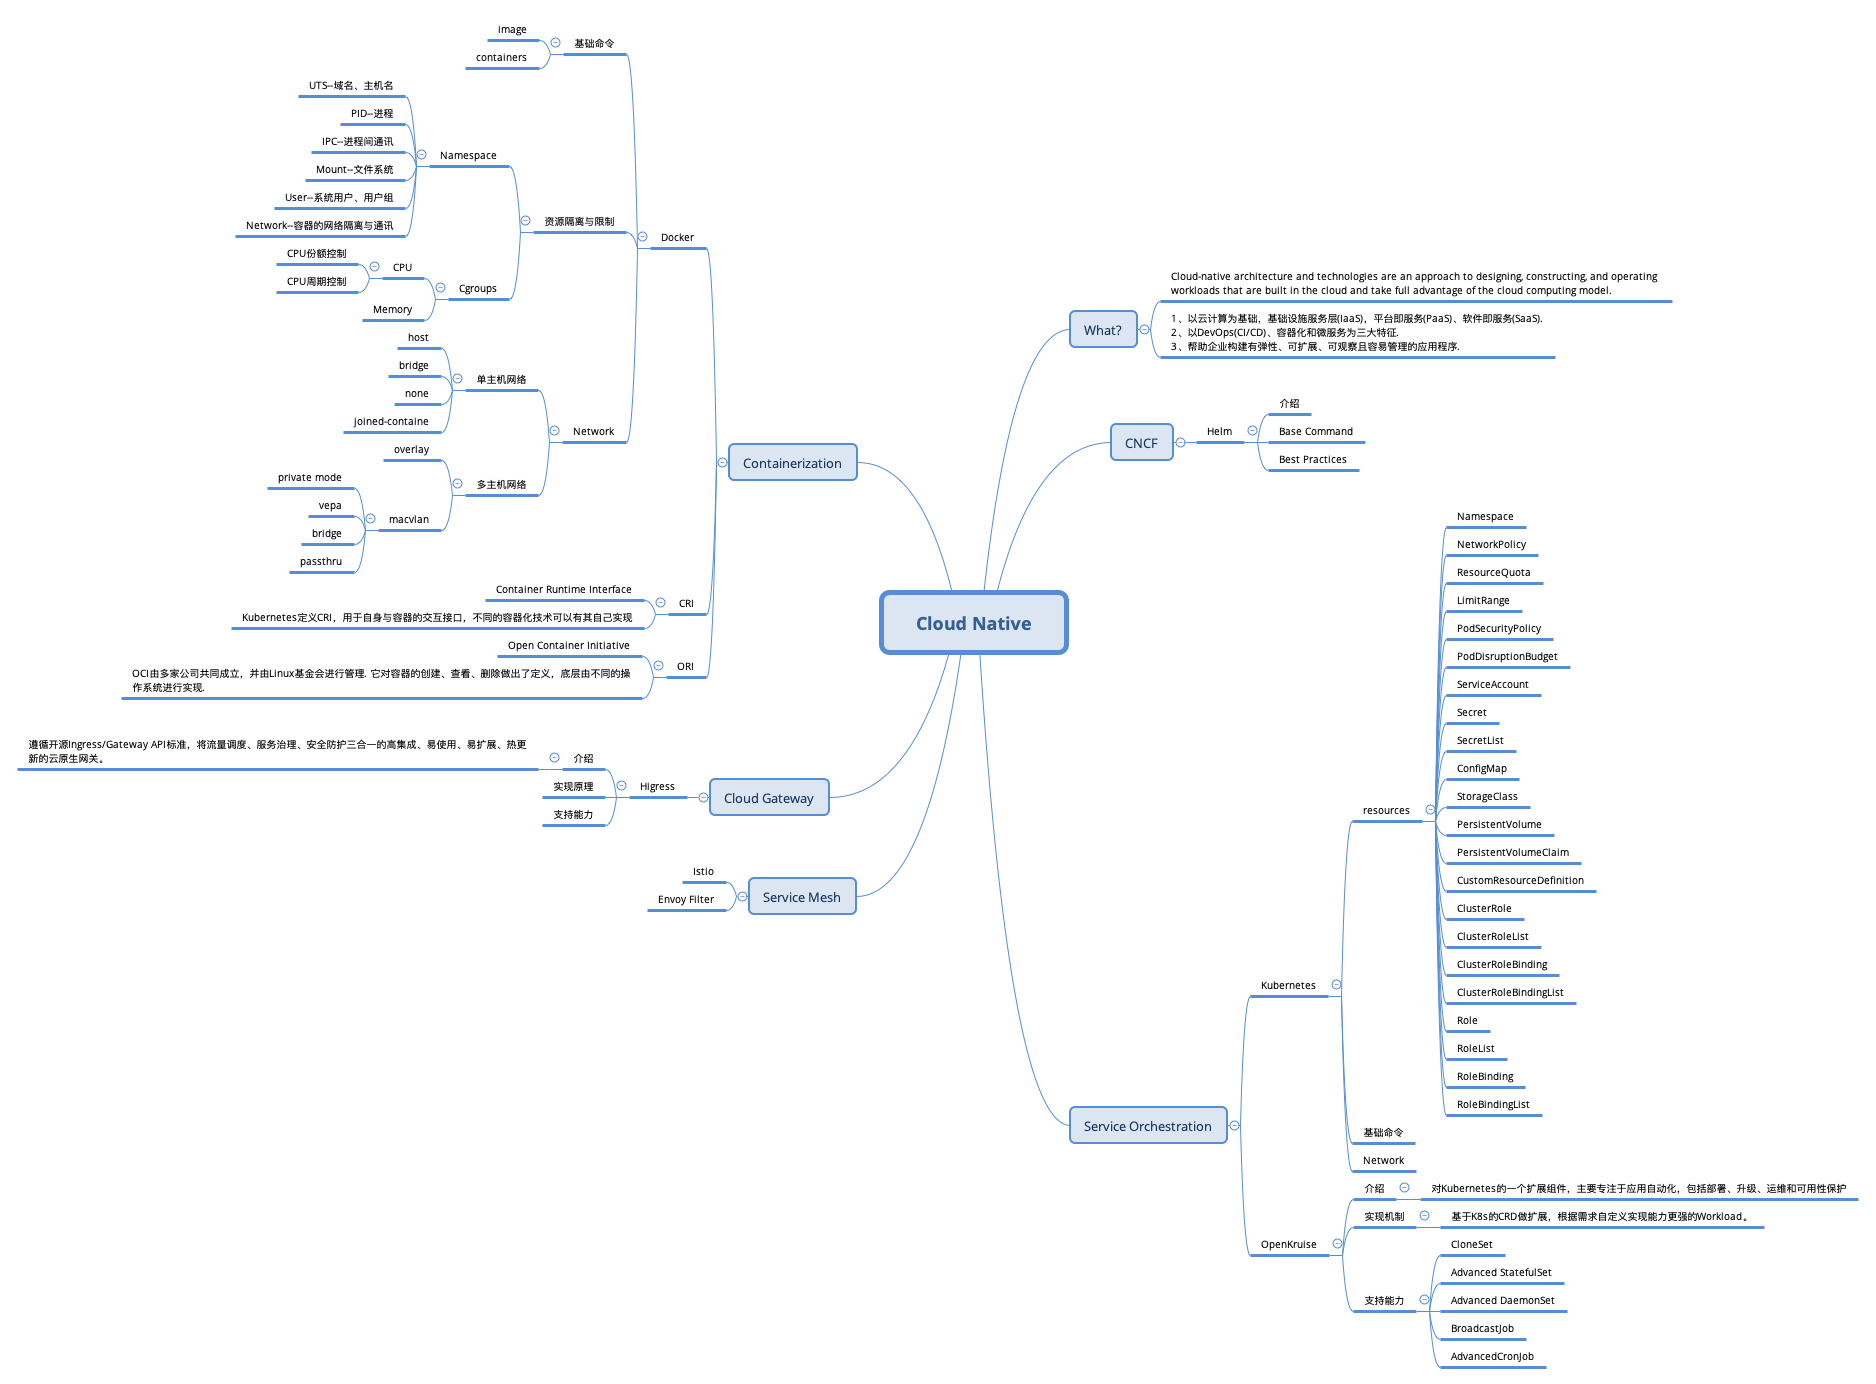 Cloud Native
What?
Cloud-native architecture and technologies are an approach to designing, constructing, and operating
workloads that are built in the cloud and take full advantage of the cloud computing model.
1、以云计算为基础，基础设施服务层(IaaS)，平台即服务(PaaS)、软件即服务(SaaS).
2、以DevOps(CI/CD)、容器化和微服务为三大特征.
3、帮助企业构建有弹性、可扩展、可观察且容易管理的应用程序.
CNCF
Helm
介绍
Base Command
Best Practices
Service Orchestration
Kubernetes
resources
Namespace
NetworkPolicy
ResourceQuota
LimitRange
PodSecurityPolicy
PodDisruptionBudget
ServiceAccount
Secret
SecretList
ConfigMap
StorageClass
PersistentVolume
PersistentVolumeClaim
CustomResourceDefinition
ClusterRole
ClusterRoleList
ClusterRoleBinding
ClusterRoleBindingList
Role
RoleList
RoleBinding
RoleBindingList
基础命令
Network
OpenKruise
介绍
对Kubernetes的一个扩展组件，主要专注于应用自动化，包括部署、升级、运维和可用性保护
实现机制
基于K8s的CRD做扩展，根据需求自定义实现能力更强的Workload。
支持能力
CloneSet
Advanced StatefulSet
Advanced DaemonSet
BroadcastJob
AdvancedCronJob
Containerization
Docker
基础命令
image
containers
资源隔离与限制
Namespace
UTS--域名、主机名
PID--进程
IPC--进程间通讯
Mount--文件系统
User--系统用户、用户组
Network--容器的网络隔离与通讯
Cgroups
CPU
CPU份额控制
CPU周期控制
Memory
Network
单主机网络
host
bridge
none
joined-containe
多主机网络
overlay
macvlan
private mode
vepa
bridge
passthru
CRI
Container Runtime Interface
Kubernetes定义CRI，用于自身与容器的交互接口，不同的容器化技术可以有其自己实现
ORI
Open Container Initiative
OCI由多家公司共同成立，并由Linux基金会进行管理. 它对容器的创建、查看、删除做出了定义，底层由不同的操
作系统进行实现.
Cloud Gateway
Higress
介绍
遵循开源Ingress/Gateway API标准，将流量调度、服务治理、安全防护三合一的高集成、易使用、易扩展、热更
新的云原生网关。
实现原理
支持能力
Service Mesh
Istio
Envoy Filter